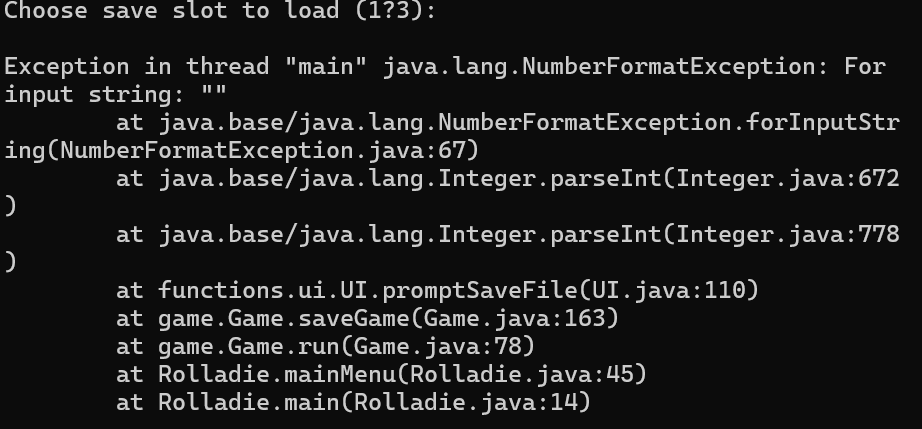 Choose save slot to load (1?3):
Exception in thread "main" java.lang.NumberFormatException: For
input string: ""
        at java.base/java.lang.NumberFormatException.forInputStr
ing(NumberFormatException.java:67)
        at java.base/java.lang.Integer.parseInt(Integer.java:672
)
        at java.base/java.lang.Integer.parseInt(Integer.java:778
)
        at functions.ui.UI.promptSaveFile(UI.java:110)
        at game.Game.saveGame(Game.java:163)
        at game.Game.run(Game.java:78)
        at Rolladie.mainMenu(Rolladie.java:45)
        at Rolladie.main(Rolladie.java:14)